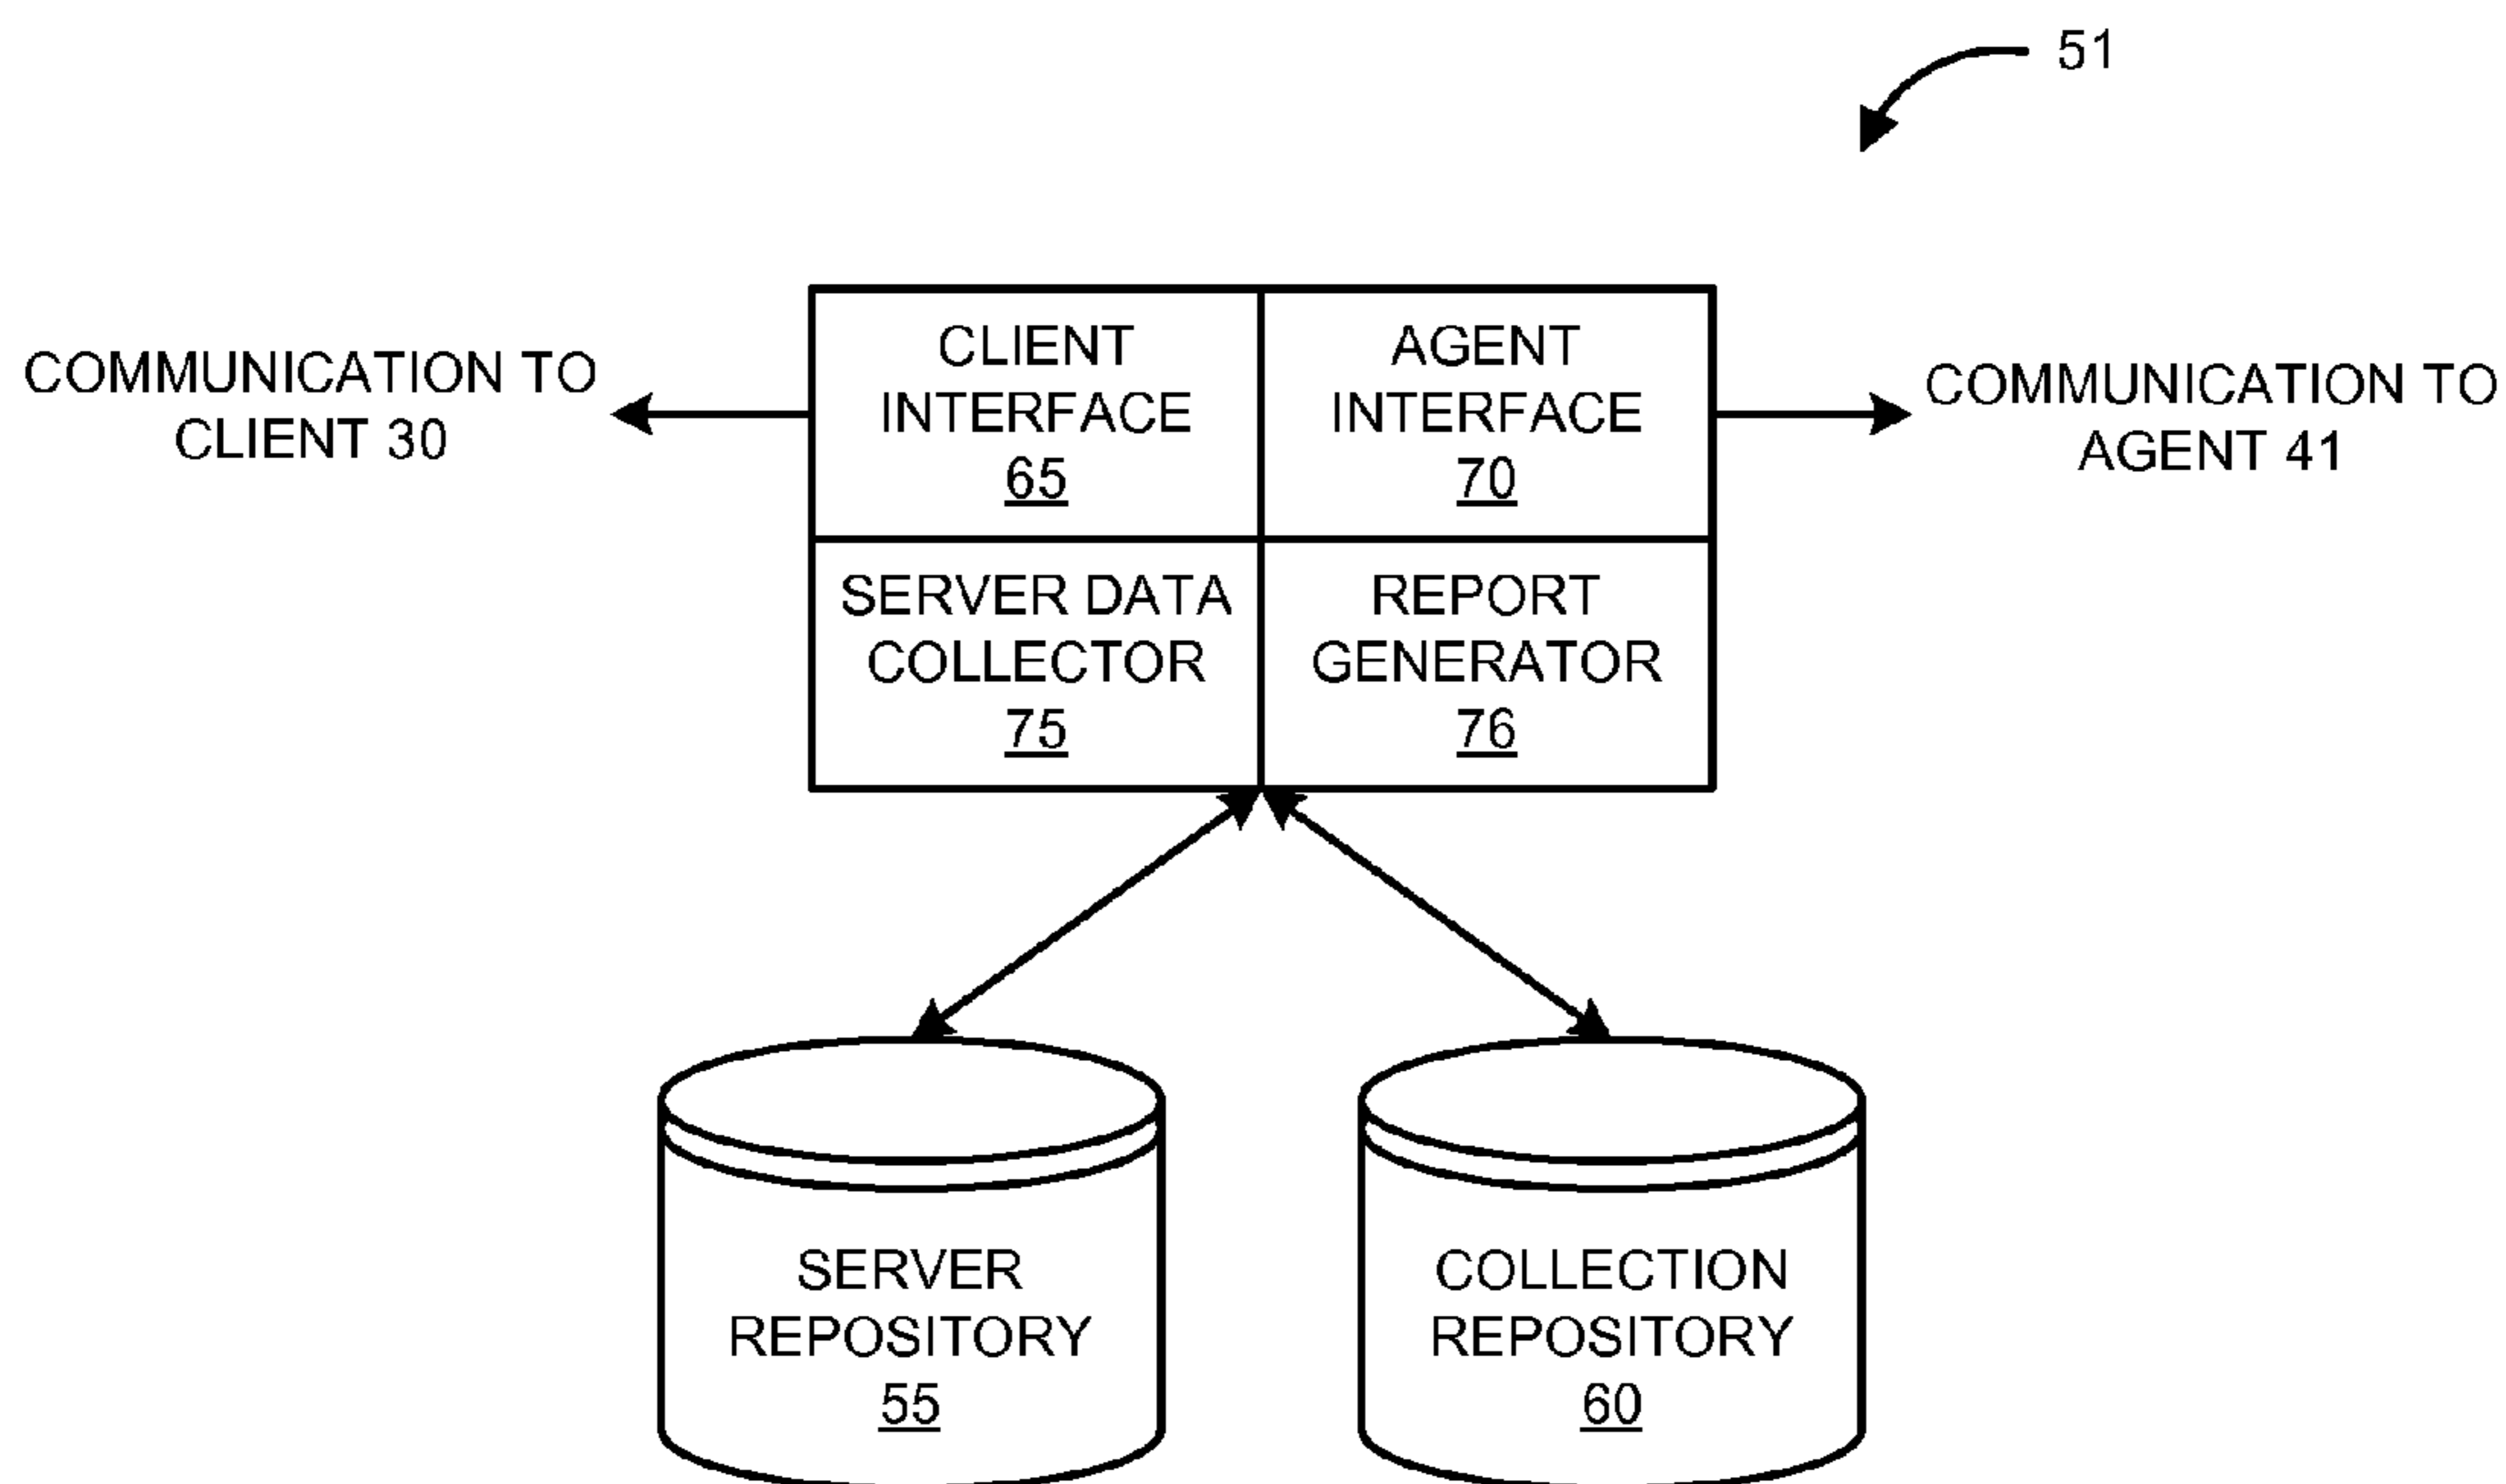 51
COMMUNICATION TO
CLIENT 30
CLIENT
INTERFACE
65
AGENT
INTERFACE
70
COMMUNICATION TO
AGENT 41
SERVER DATA
COLLECTOR
75
REPORT
GENERATOR
76
SERVER
REPOSITORY
55
COLLECTION
REPOSITORY
60